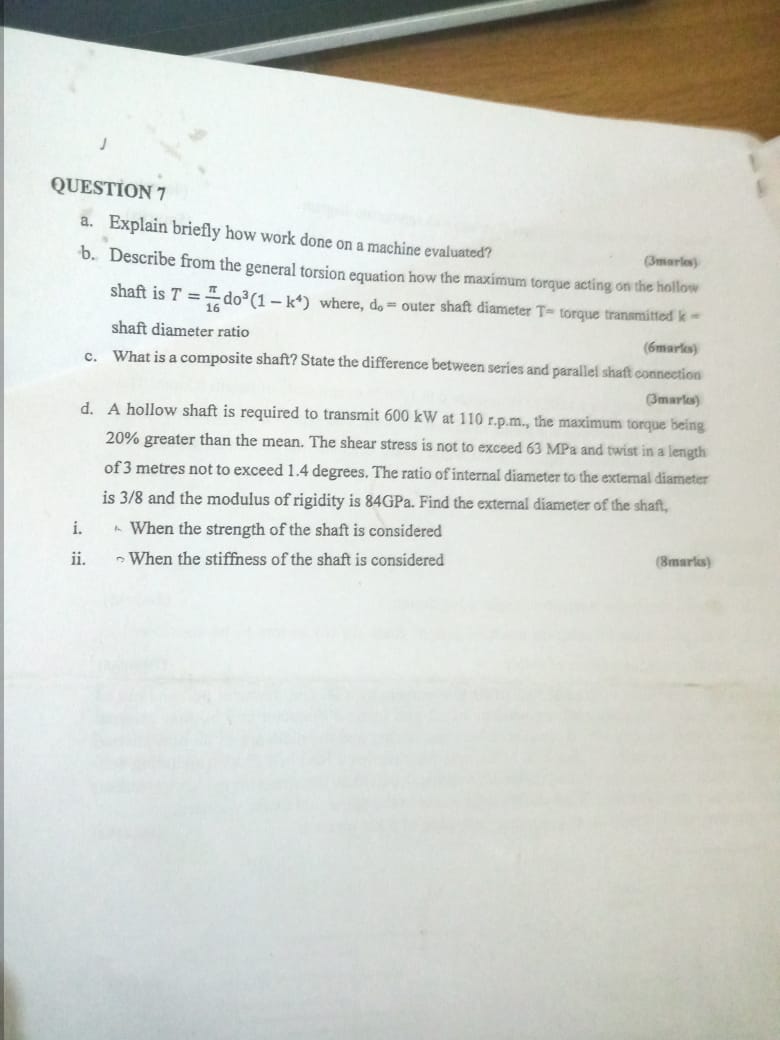 QUESTION 7
a. Explain briefly how work done on a machine evaluated?
(3marks)
b. Describe from the general torsion equation how the maximum torque acting on the hollow
shaft is T = π/16 do³(1 – k⁴) where, dₒ = outer shaft diameter T= torque transmitted k =
shaft diameter ratio
(6marks)
c. What is a composite shaft? State the difference between series and parallel shaft connection
(3marks)
d. A hollow shaft is required to transmit 600 kW at 110 r.p.m., the maximum torque being
20% greater than the mean. The shear stress is not to exceed 63 MPa and twist in a length
of 3 metres not to exceed 1.4 degrees. The ratio of internal diameter to the external diameter
is 3/8 and the modulus of rigidity is 84GPa. Find the external diameter of the shaft,
i. When the strength of the shaft is considered
ii. When the stiffness of the shaft is considered (8marks)